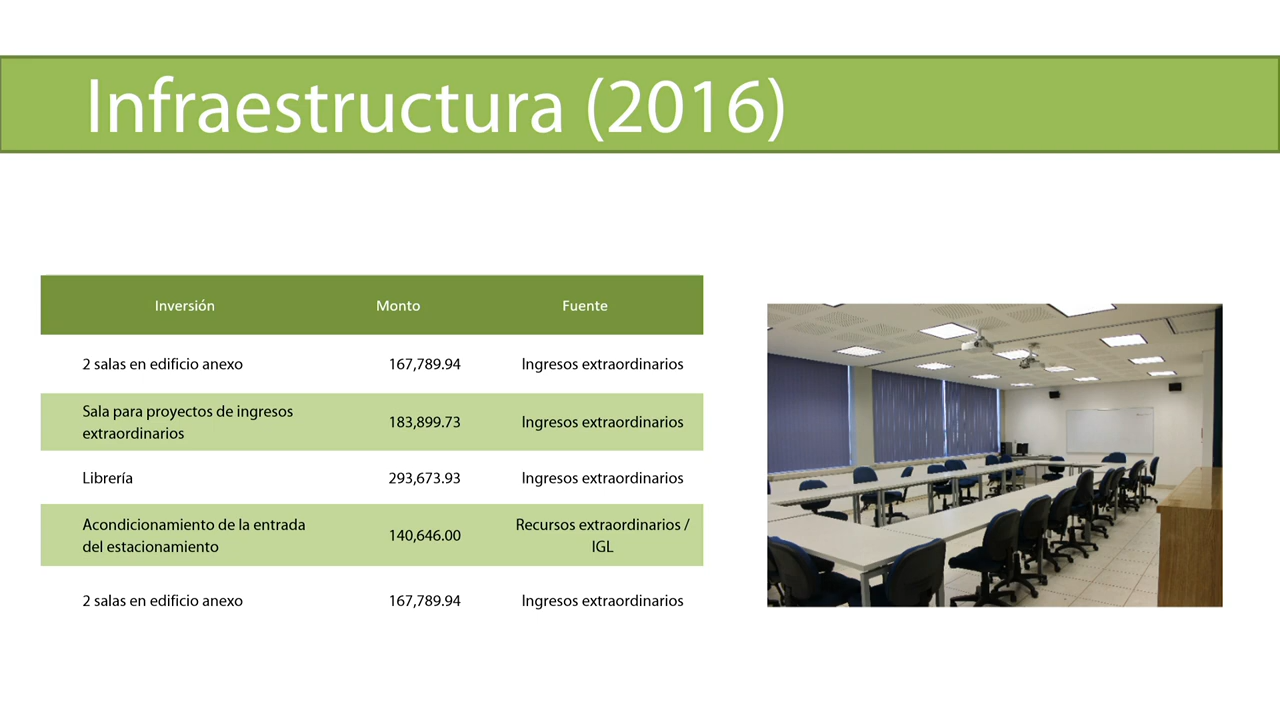 Infraestructura (2016)
Inversión Monto Fuente
2 salas en edificio anexo 167,789.94 Ingresos extraordinarios
Sala para proyectos de ingresos
extraordinarios 183,899.73 Ingresos extraordinarios
Librería 293,673.93 Ingresos extraordinarios
Acondicionamiento de la entrada
del estacionamiento 140,646.00 Recursos extraordinarios /
IGL
2 salas en edificio anexo 167,789.94 Ingresos extraordinarios